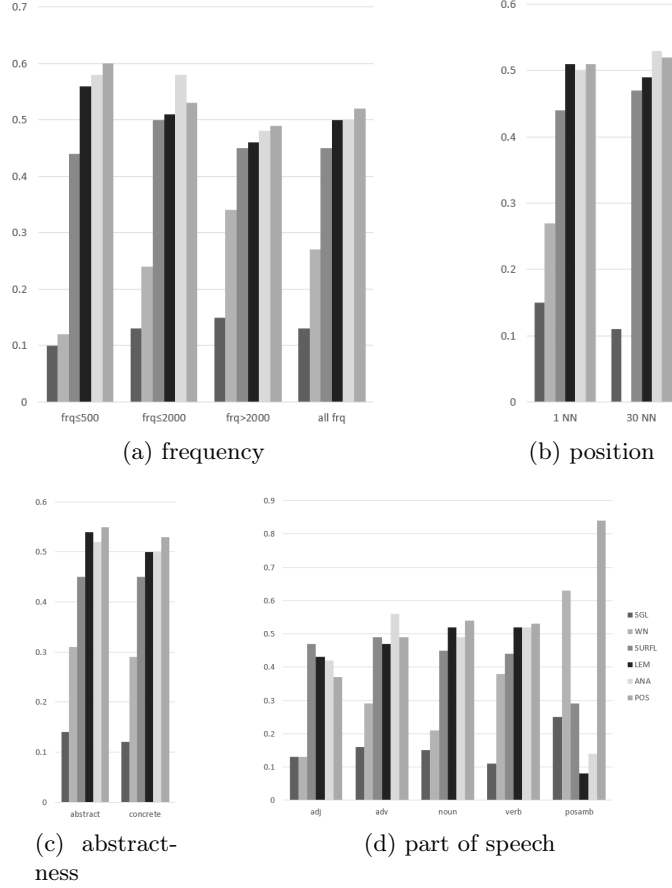 0.7
0.6
0.5
0.4
0.3
0.2
0.1
0
frq≤500 frq≤2000 frq>2000 all frq
(a) frequency
0.6
0.5
0.4
0.3
0.2
0.1
0
1 NN 30 NN
(b) position
0.6
0.5
0.4
0.3
0.2
0.1
0
abstract concrete
(c) abstract-
ness
0.9
0.8
0.7
0.6
0.5
0.4
0.3
0.2
0.1
0
adj adv noun verb posamb
SGL
WN
SURFL
LEM
ANA
POS
(d) part of speech